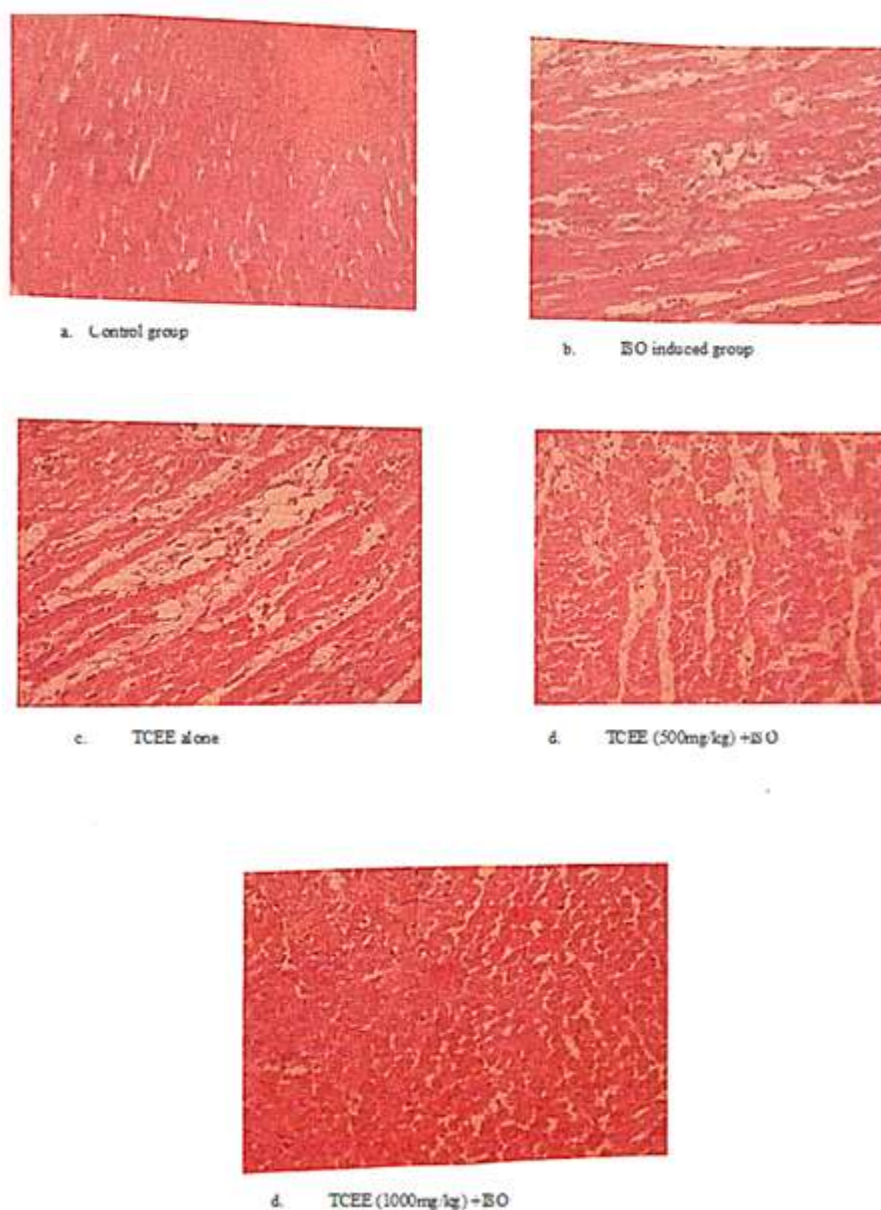 a. Control group
b. ISO induced group
c. TCEE alone
d. TCEE (500mg/kg) +ISO
d. TCEE (1000mg/kg) +ISO